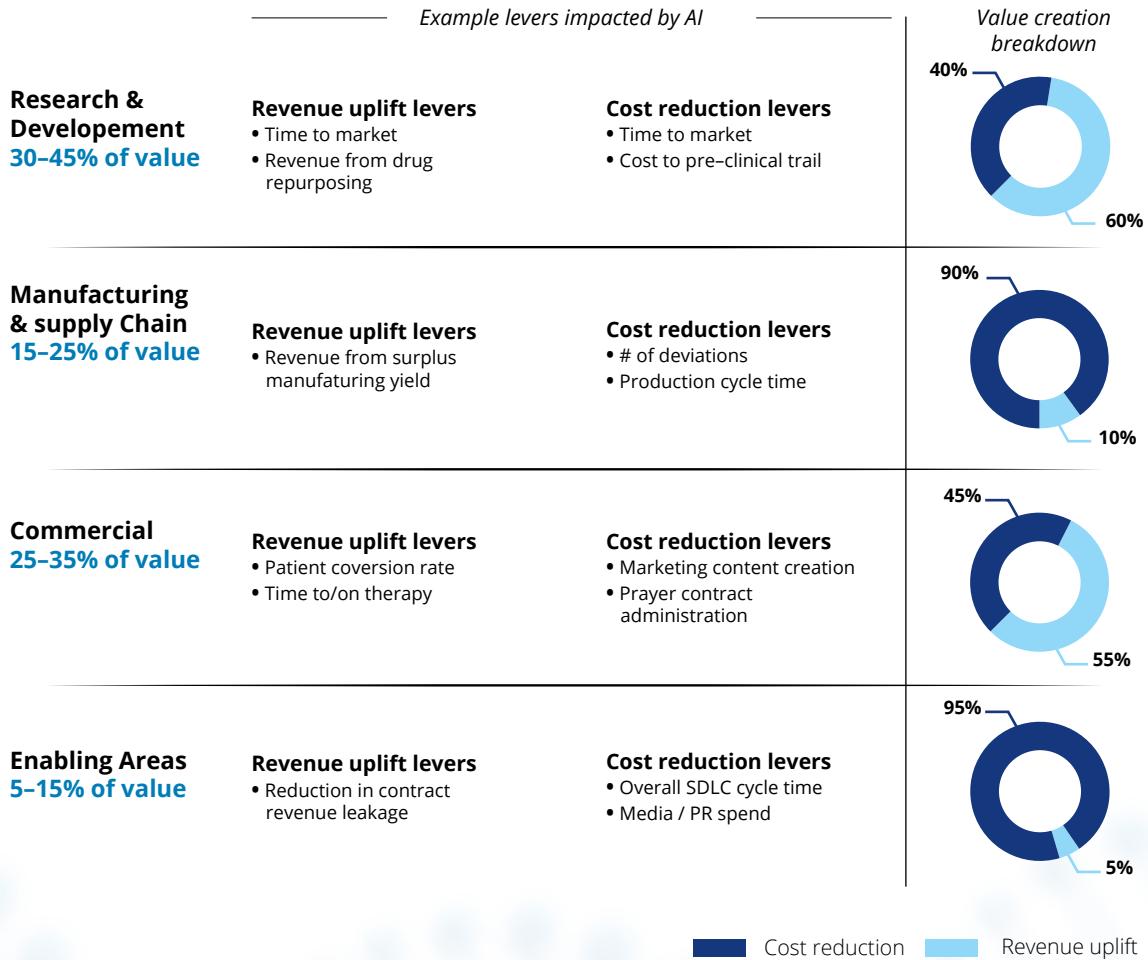 Example levers impacted by AI
Value creation
breakdown
Research &
Developement
30–45% of value
Revenue uplift levers
• Time to market
• Revenue from drug
repurposing
Cost reduction levers
• Time to market
• Cost to pre–clinical trail
40%
60%
Manufacturing
& supply Chain
15–25% of value
Revenue uplift levers
• Revenue from surplus
manufaturing yield
Cost reduction levers
• # of deviations
• Production cycle time
90%
10%
Commercial
25–35% of value
Revenue uplift levers
• Patient coversion rate
• Time to/on therapy
Cost reduction levers
• Marketing content creation
• Prayer contract
administration
45%
55%
Enabling Areas
5–15% of value
Revenue uplift levers
• Reduction in contract
revenue leakage
Cost reduction levers
• Overall SDLC cycle time
• Media / PR spend
95%
5%
Cost reduction
Revenue uplift